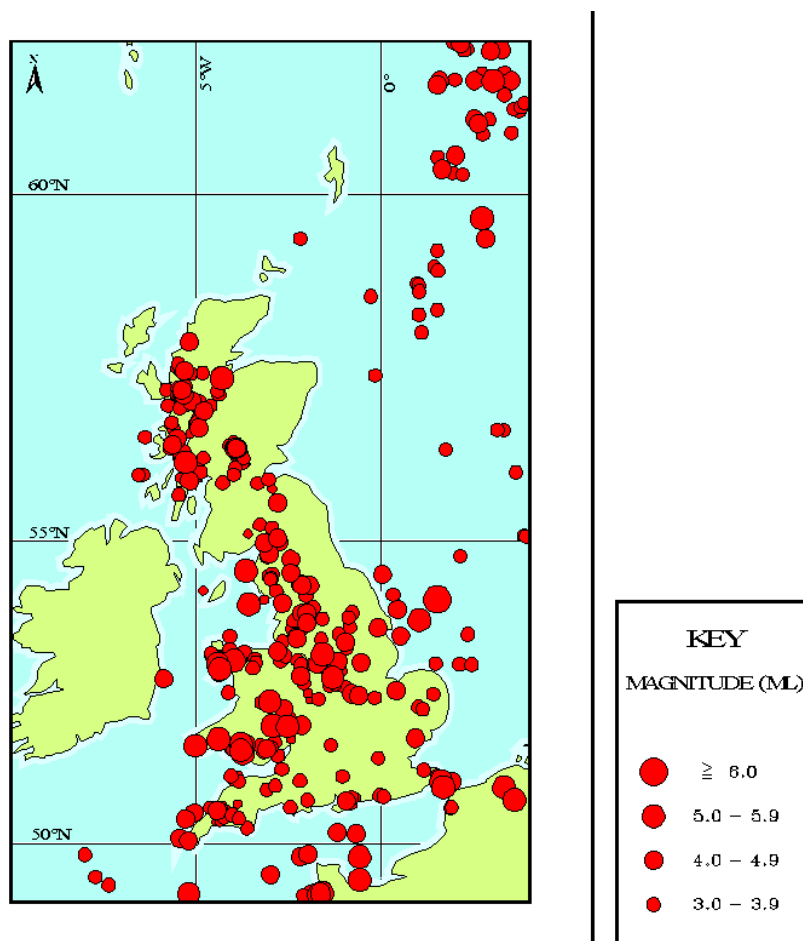 N
5°W
0°
60°N
55°N
50°N
KEY
MAGNITUDE (ML)
≧ 6.0
5.0 – 5.9
4.0 – 4.9
3.0 – 3.9